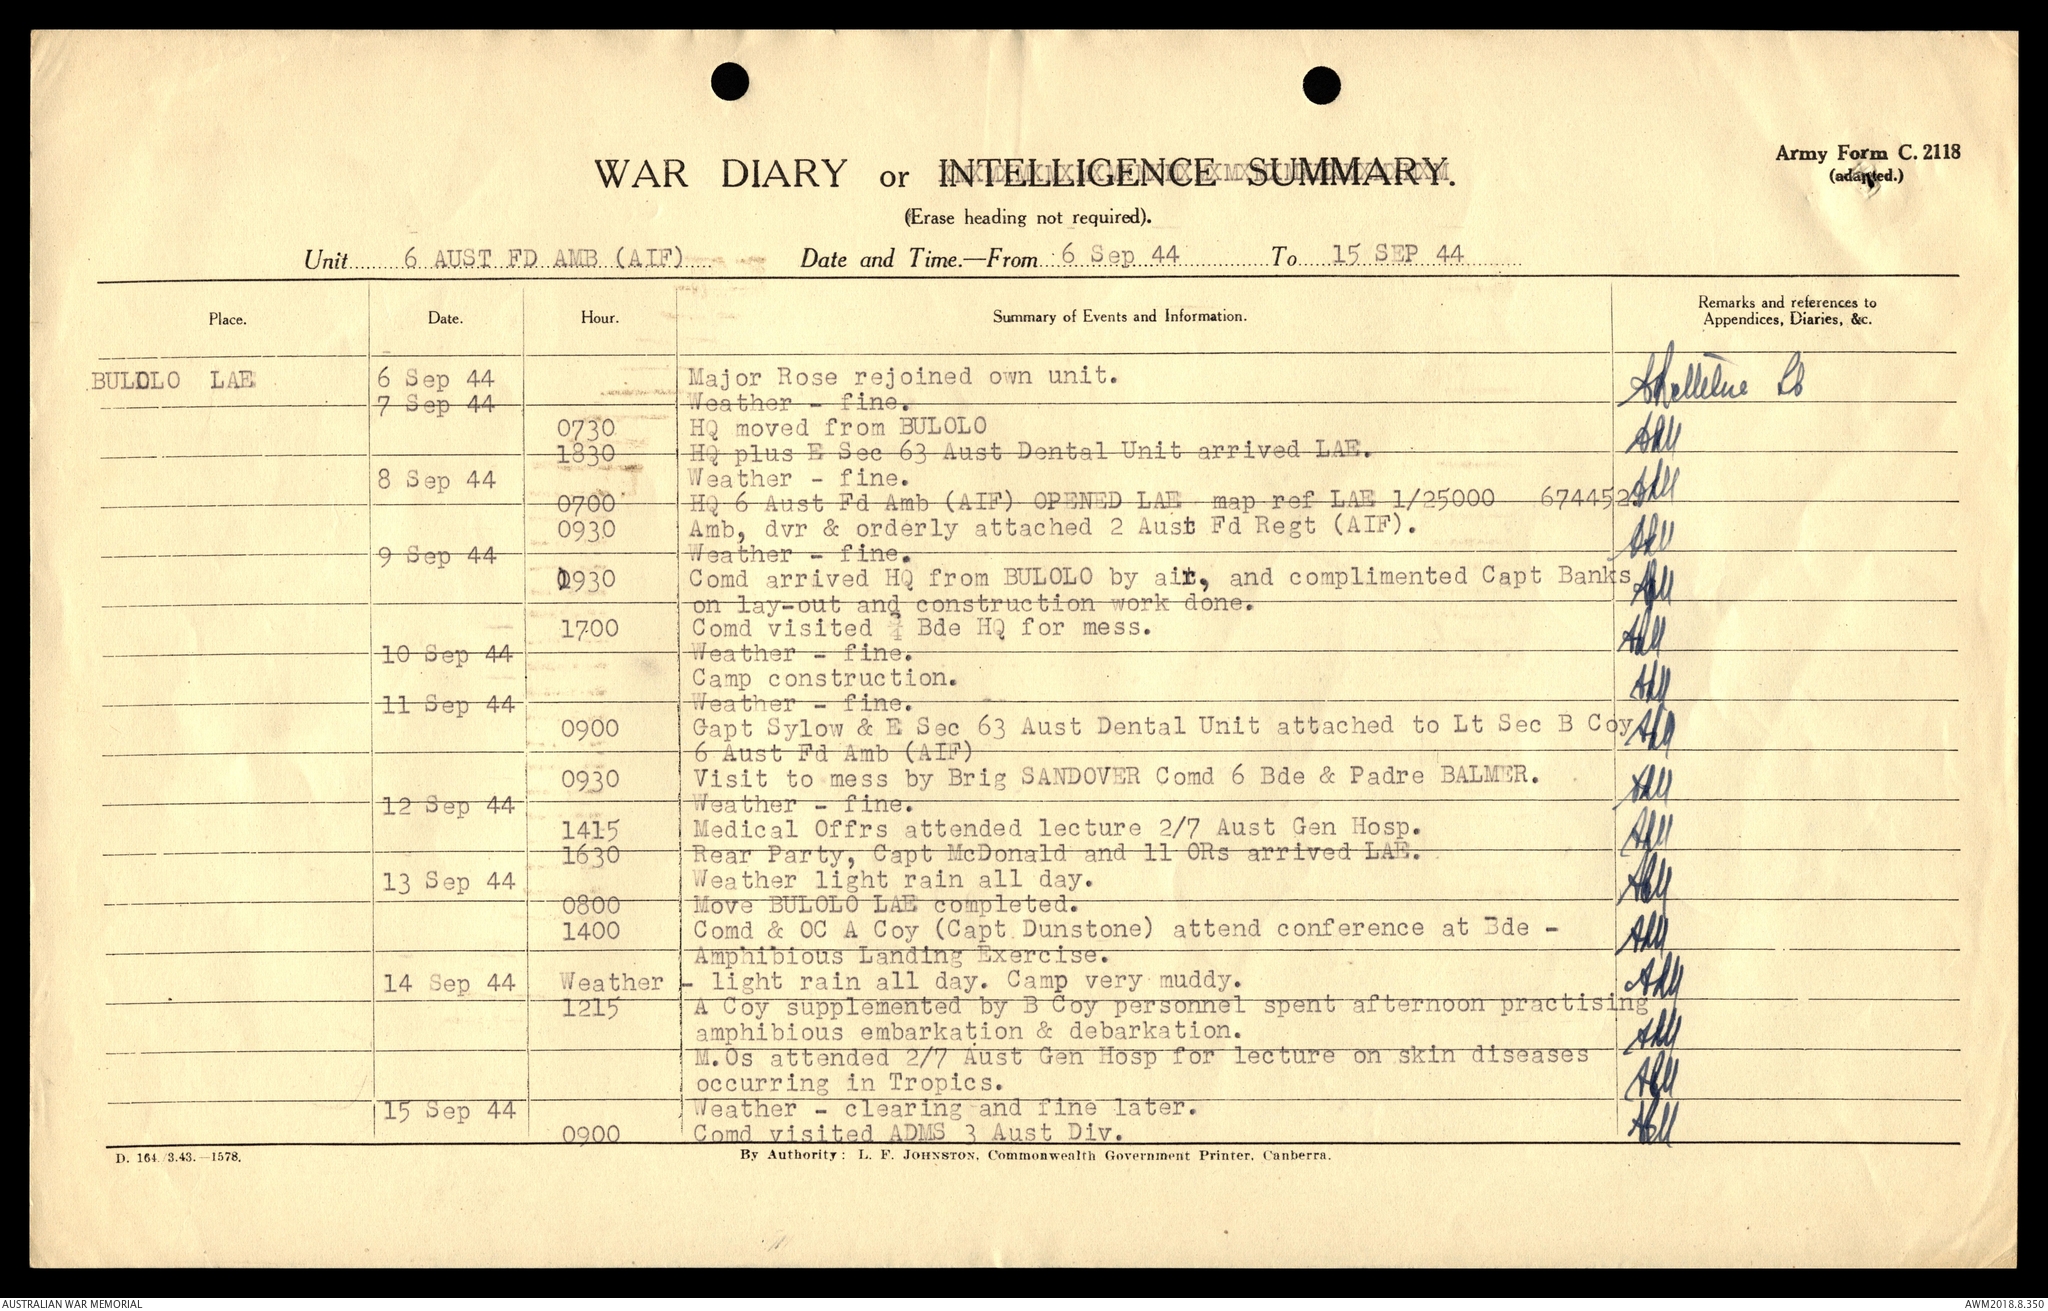 WAR DIARY or INTELLIGENCE SUMMARY.
Army Form C. 2118
(adapted.)
(Erase heading not required).
Unit 6 AUST FD AMB (AIF) Date and Time.—From 6 Sep 44 To 15 SEP 44
Place. Date. Hour. Summary of Events and Information. Remarks and references to Appendices, Diaries, &c.
BULOLO LAE 6 Sep 44 Major Rose rejoined own unit.
7 Sep 44 Weather - fine.
0730 HQ moved from BULOLO
1830 HQ plus E Sec 63 Aust Dental Unit arrived LAE.
8 Sep 44 Weather - fine.
0700 HQ 6 Aust Fd Amb (AIF) OPENED LAE map ref LAE 1/25000 674452
0930 Amb, dvr & orderly attached 2 Aust Fd Regt (AIF).
9 Sep 44 Weather - fine.
0930 Comd arrived HQ from BULOLO by air, and complimented Capt Banks
on lay-out and construction work done.
1700 Comd visited Bde HQ for mess.
10 Sep 44 Weather - fine.
Camp construction.
11 Sep 44 Weather - fine.
0900 Gapt Sylow & E Sec 63 Aust Dental Unit attached to Lt Sec B Coy
6 Aust Fd Amb (AIF)
0930 Visit to mess by Brig SANDOVER Comd 6 Bde & Padre BALMER.
12 Sep 44 Weather - fine.
1415 Medical Offrs attended lecture 2/7 Aust Gen Hosp.
1630 Rear Party, Capt McDonald and 11 ORs arrived LAE.
13 Sep 44 Weather light rain all day.
0800 Move BULOLO LAE completed.
1400 Comd & OC A Coy (Capt Dunstone) attend conference at Bde -
Amphibious Landing Exercise.
14 Sep 44 Weather - light rain all day. Camp very muddy.
1215 A Coy supplemented by B Coy personnel spent afternoon practising
amphibious embarkation & debarkation.
M.Os attended 2/7 Aust Gen Hosp for lecture on skin diseases
occurring in Tropics.
15 Sep 44 Weather - clearing and fine later.
0900 Comd visited ADMS 3 Aust Div.
D. 164. /3.43.—1578.
By Authority: L. F. JOHNSTON, Commonwealth Government Printer, Canberra.
AUSTRALIAN WAR MEMORIAL
AWM2018.8.350